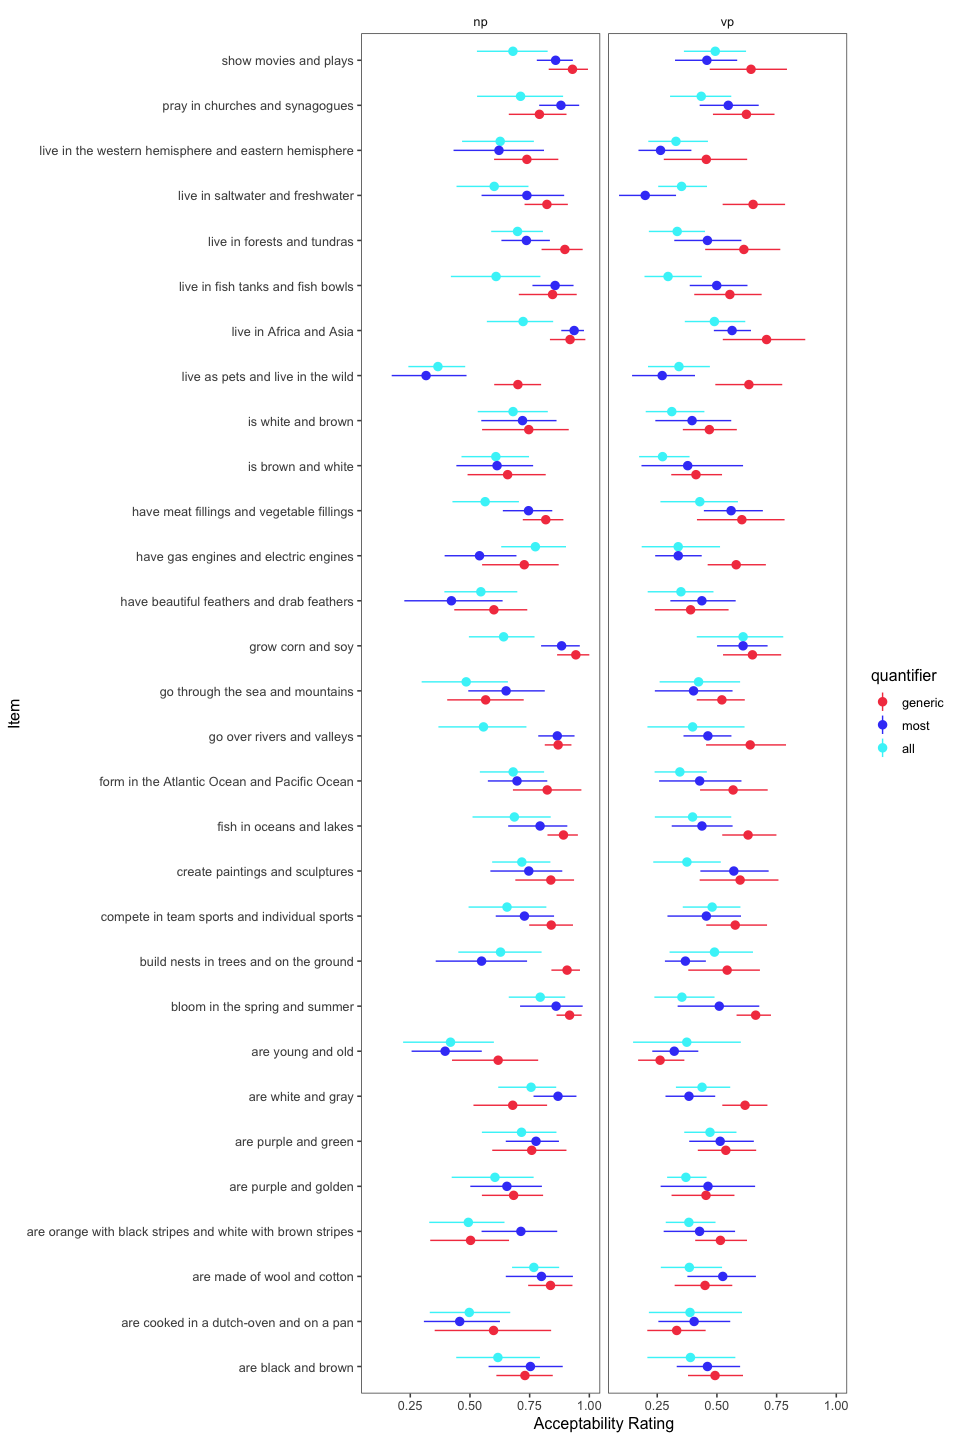 np
vp
show movies and plays
pray in churches and synagogues
live in the western hemisphere and eastern hemisphere
live in saltwater and freshwater
live in forests and tundras
live in fish tanks and fish bowls
live in Africa and Asia
live as pets and live in the wild
is white and brown
is brown and white
have meat fillings and vegetable fillings
have gas engines and electric engines
have beautiful feathers and drab feathers
grow corn and soy
go through the sea and mountains
go over rivers and valleys
form in the Atlantic Ocean and Pacific Ocean
fish in oceans and lakes
create paintings and sculptures
compete in team sports and individual sports
build nests in trees and on the ground
bloom in the spring and summer
are young and old
are white and gray
are purple and green
are purple and golden
are orange with black stripes and white with brown stripes
are made of wool and cotton
are cooked in a dutch-oven and on a pan
are black and brown
Item
0.25 0.50 0.75 1.00
0.25 0.50 0.75 1.00
Acceptability Rating
quantifier
generic
most
all